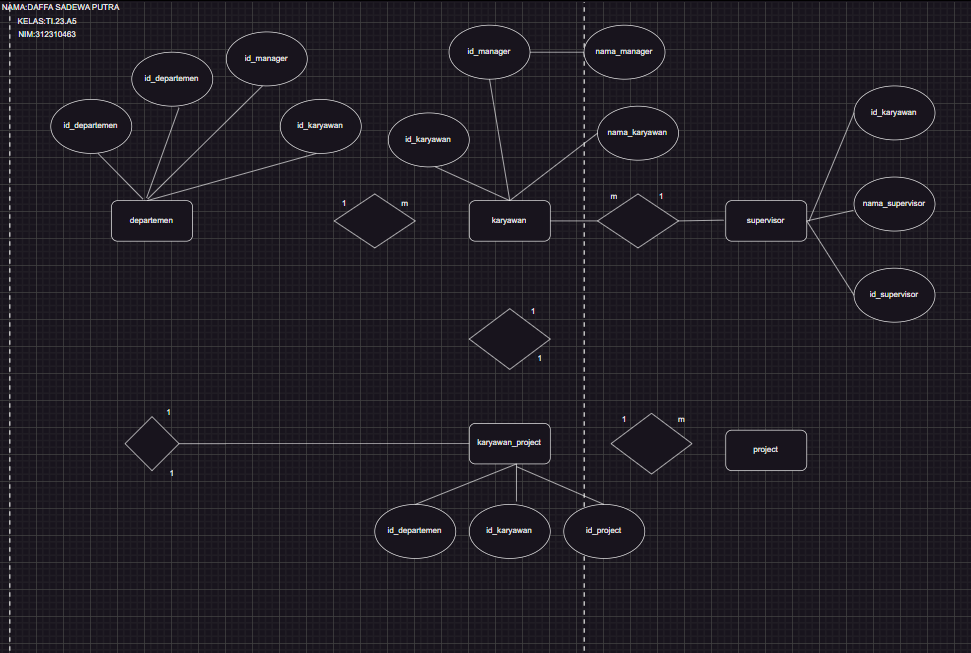 NAMA:DAFFA SADEWA PUTRA
KELAS:TI.23.A5
NIM:312310463
id_manager
nama_manager
id_manager
id_departemen
id_karyawan
id_departemen
id_karyawan
nama_karyawan
id_karyawan
1
m
m
1
nama_supervisor
departemen
karyawan
supervisor
id_supervisor
1
1
1
1
m
karyawan_project
project
1
id_departemen
id_karyawan
id_project